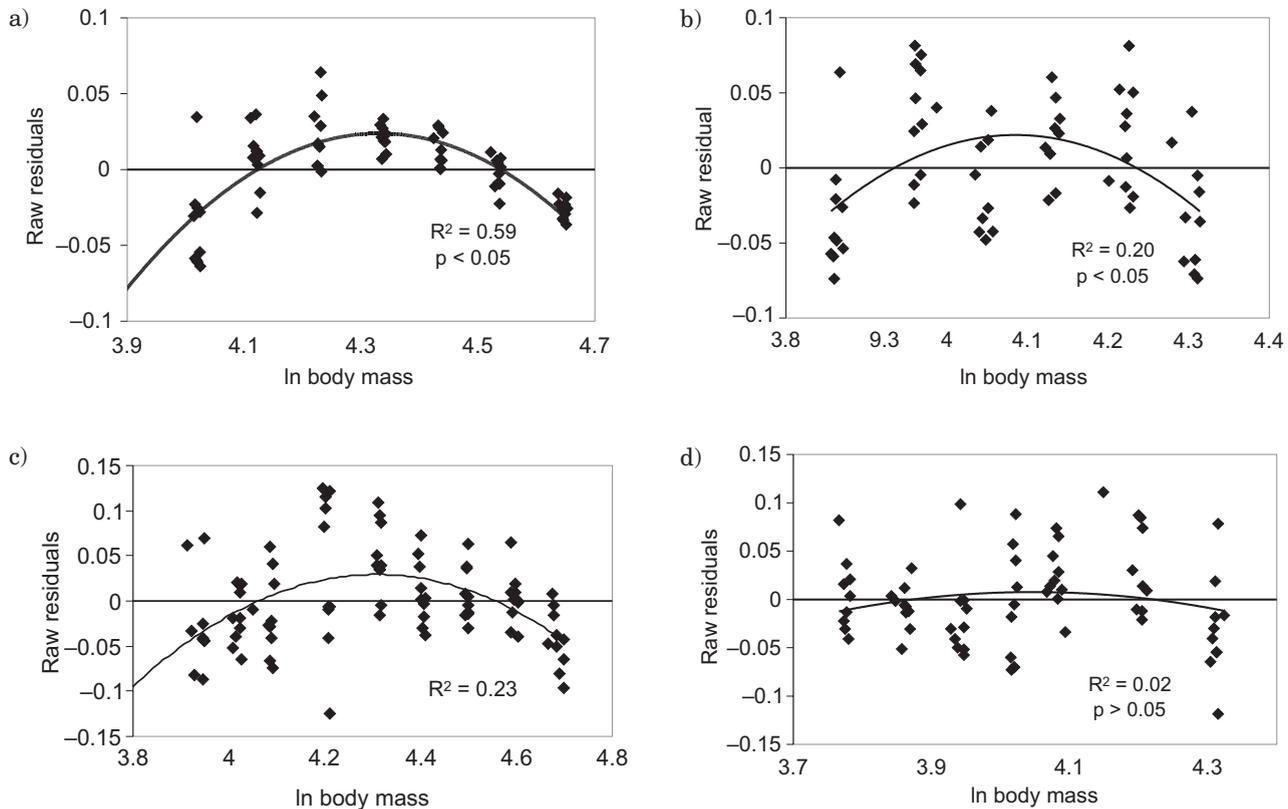 a)
0.1
0.05
0
–0.05
–0.1
Raw residuals
3.9 4.1 4.3 4.5 4.7
ln body mass
R² = 0.59
p < 0.05
b)
0.1
0.05
0
–0.05
–0.1
Raw residual
3.8 9.3 4 4.1 4.2 4.3 4.4
ln body mass
R² = 0.20
p < 0.05
c)
0.15
0.1
0.05
0
–0.05
–0.1
–0.15
Raw residuals
3.8 4 4.2 4.4 4.6 4.8
ln body mass
R² = 0.23
d)
0.15
0.1
0.05
0
–0.05
–0.1
–0.15
Raw residuals
3.7 3.9 4.1 4.3
ln body mass
R² = 0.02
p > 0.05